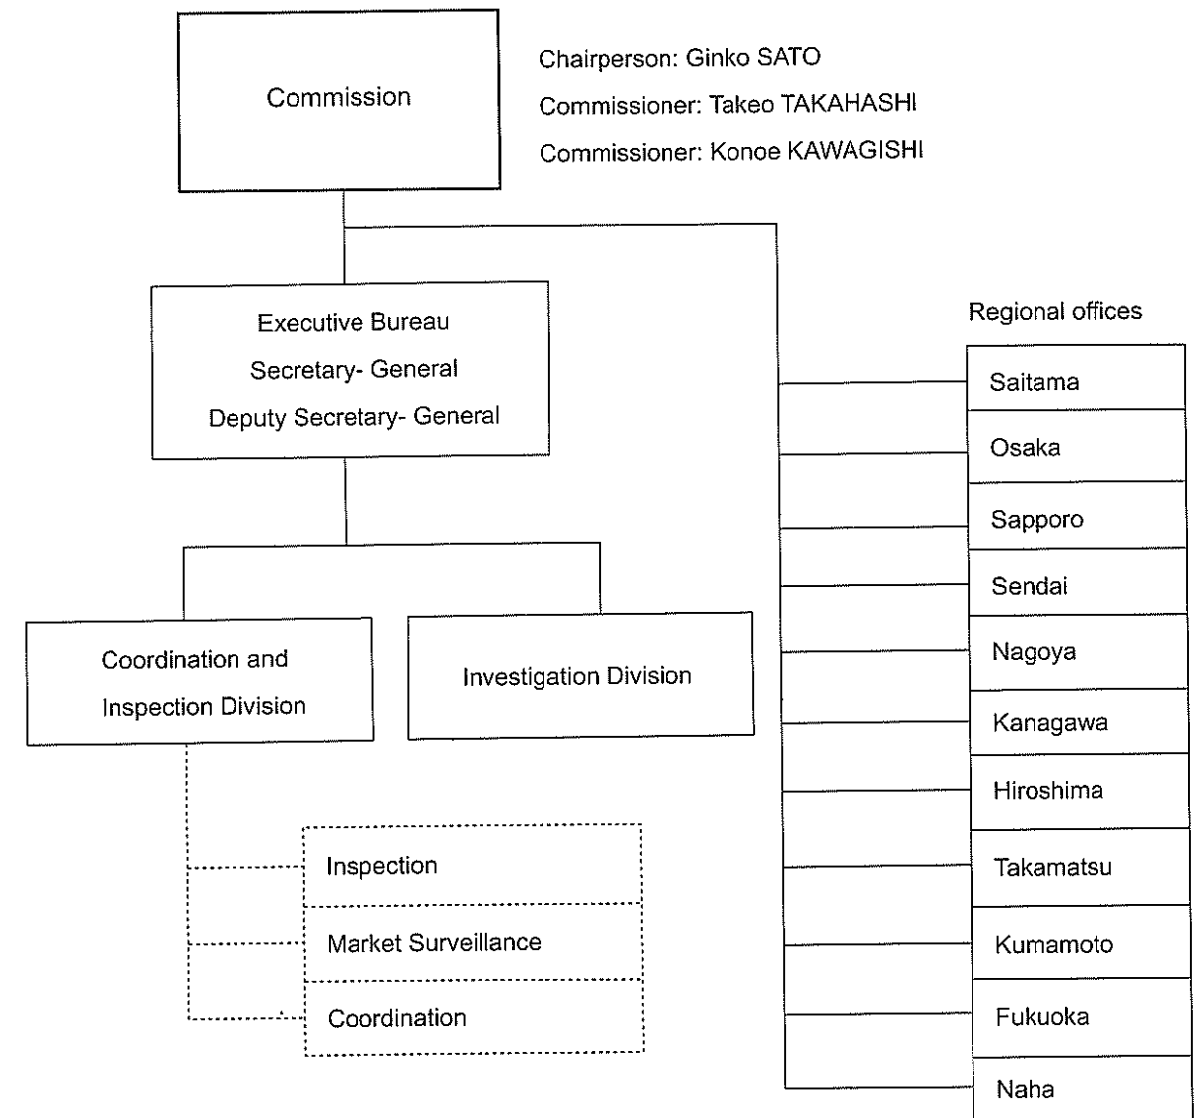 Commission
Chairperson: Ginko SATO
Commissioner: Takeo TAKAHASHI
Commissioner: Konoe KAWAGISHI
Executive Bureau
Secretary- General
Deputy Secretary- General
Coordination and
Inspection Division
Investigation Division
Inspection
Market Surveillance
Coordination
Regional offices
Saitama
Osaka
Sapporo
Sendai
Nagoya
Kanagawa
Hiroshima
Takamatsu
Kumamoto
Fukuoka
Naha